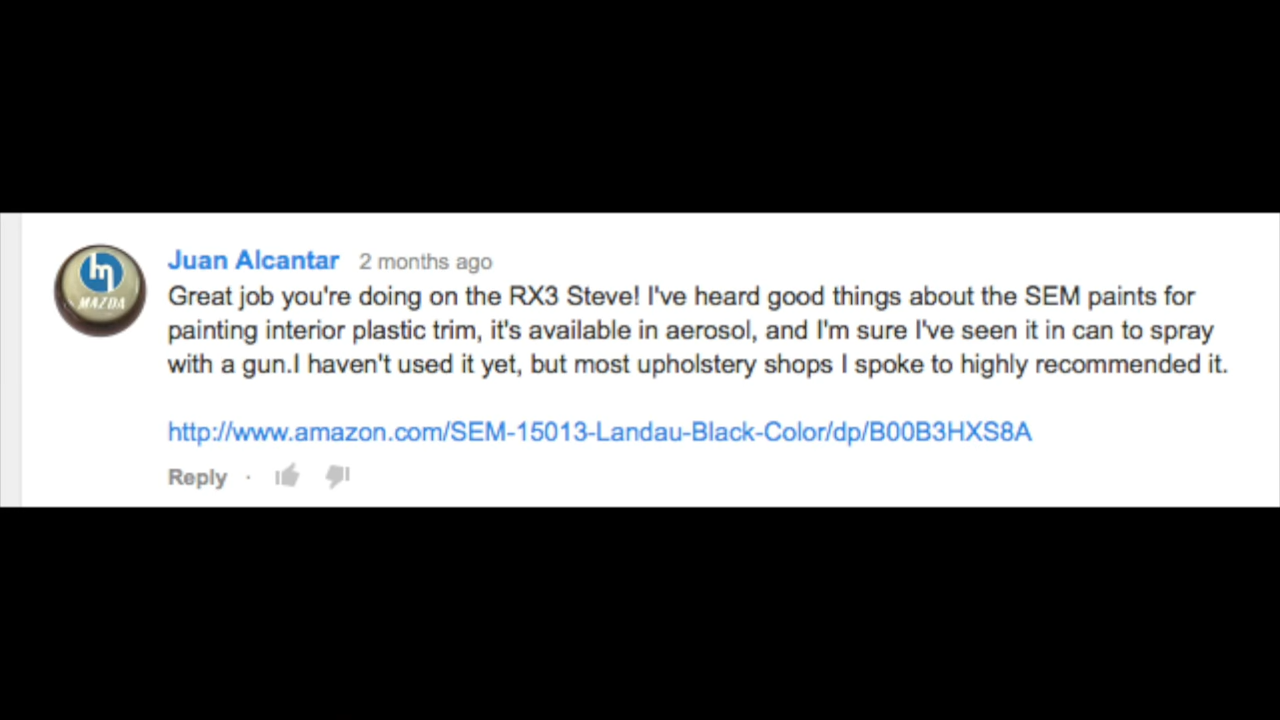 Juan Alcantar 2 months ago
Great job you're doing on the RX3 Steve! I've heard good things about the SEM paints for
painting interior plastic trim, it's available in aerosol, and I'm sure I've seen it in can to spray
with a gun.I haven't used it yet, but most upholstery shops I spoke to highly recommended it.
http://www.amazon.com/SEM-15013-Landau-Black-Color/dp/B00B3HXS8A
Reply ·
m
MAZDA